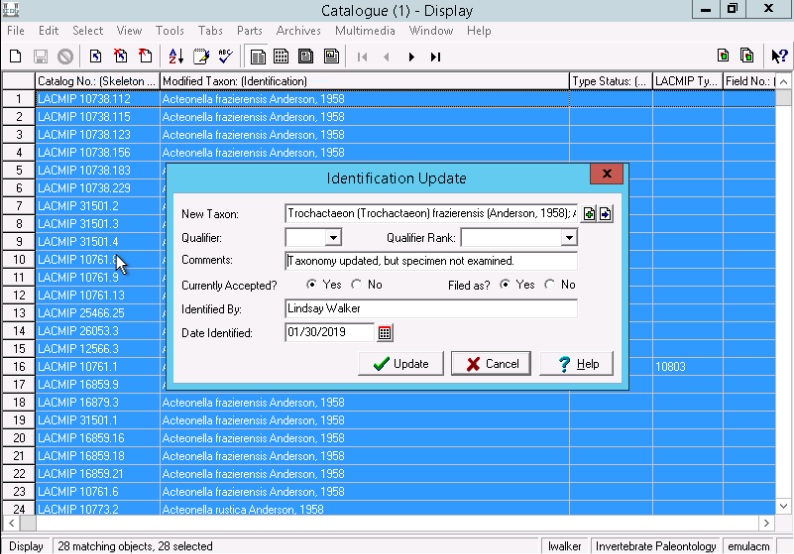 Catalogue (1) - Display
File Edit Select View Tools Tabs Parts Archives Multimedia Window Help
Catalog No.: (Skeleton ... Modified Taxon: (Identification) Type Status: (... LACMIP Ty... Field No.: (
1 LACMIP 10738.112 Acteonella frazierensis Anderson, 1958
2 LACMIP 10738.115 Acteonella frazierensis Anderson, 1958
3 LACMIP 10738.123 Acteonella frazierensis Anderson, 1958
4 LACMIP 10738.156 Acteonella frazierensis Anderson, 1958
5 LACMIP 10738.183
6 LACMIP 10738.229
7 LACMIP 31501.2
8 LACMIP 31501.3
9 LACMIP 31501.4
10 LACMIP 10761.
11 LACMIP 10761.9
12 LACMIP 10761.13
13 LACMIP 25466.25
14 LACMIP 26053.3
15 LACMIP 12566.3
16 LACMIP 10761.1 10803
17 LACMIP 16859.9
18 LACMIP 16879.3 Acteonella frazierensis Anderson, 1958
19 LACMIP 31501.1 Acteonella frazierensis Anderson, 1958
20 LACMIP 16859.16 Acteonella frazierensis Anderson, 1958
21 LACMIP 16859.18 Acteonella frazierensis Anderson, 1958
22 LACMIP 16859.21 Acteonella frazierensis Anderson, 1958
23 LACMIP 10761.6 Acteonella frazierensis Anderson, 1958
24 LACMIP 10773.2 Acteonella rustica Anderson, 1958
Identification Update
New Taxon: Trochactaeon (Trochactaeon) frazierensis (Anderson, 1958);
Qualifier: Qualifier Rank:
Comments: Taxonomy updated, but specimen not examined.
Currently Accepted? Yes No Filed as? Yes No
Identified By: Lindsay Walker
Date Identified: 01/30/2019
Update Cancel Help
Display 28 matching objects, 28 selected lwalker Invertebrate Paleontology emulacm